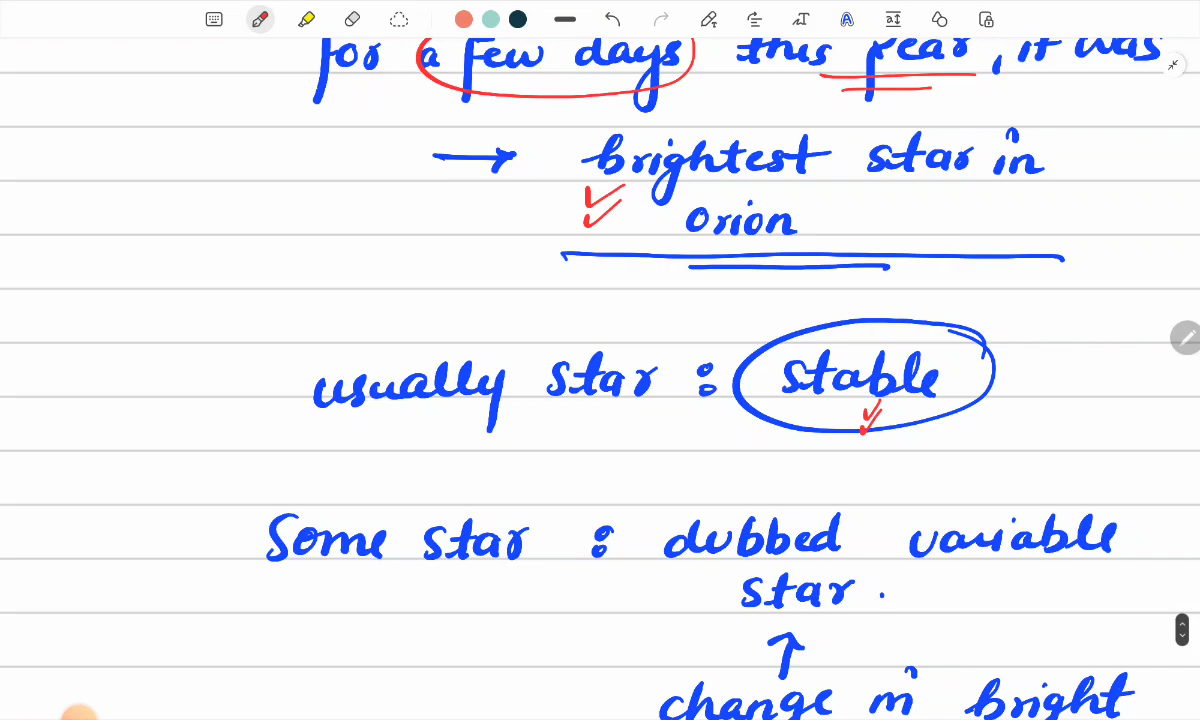 for a few days this year, it was
→ brightest star in
orion
usually star : stable
Some star : dubbed variable
star.
↑
change in bright